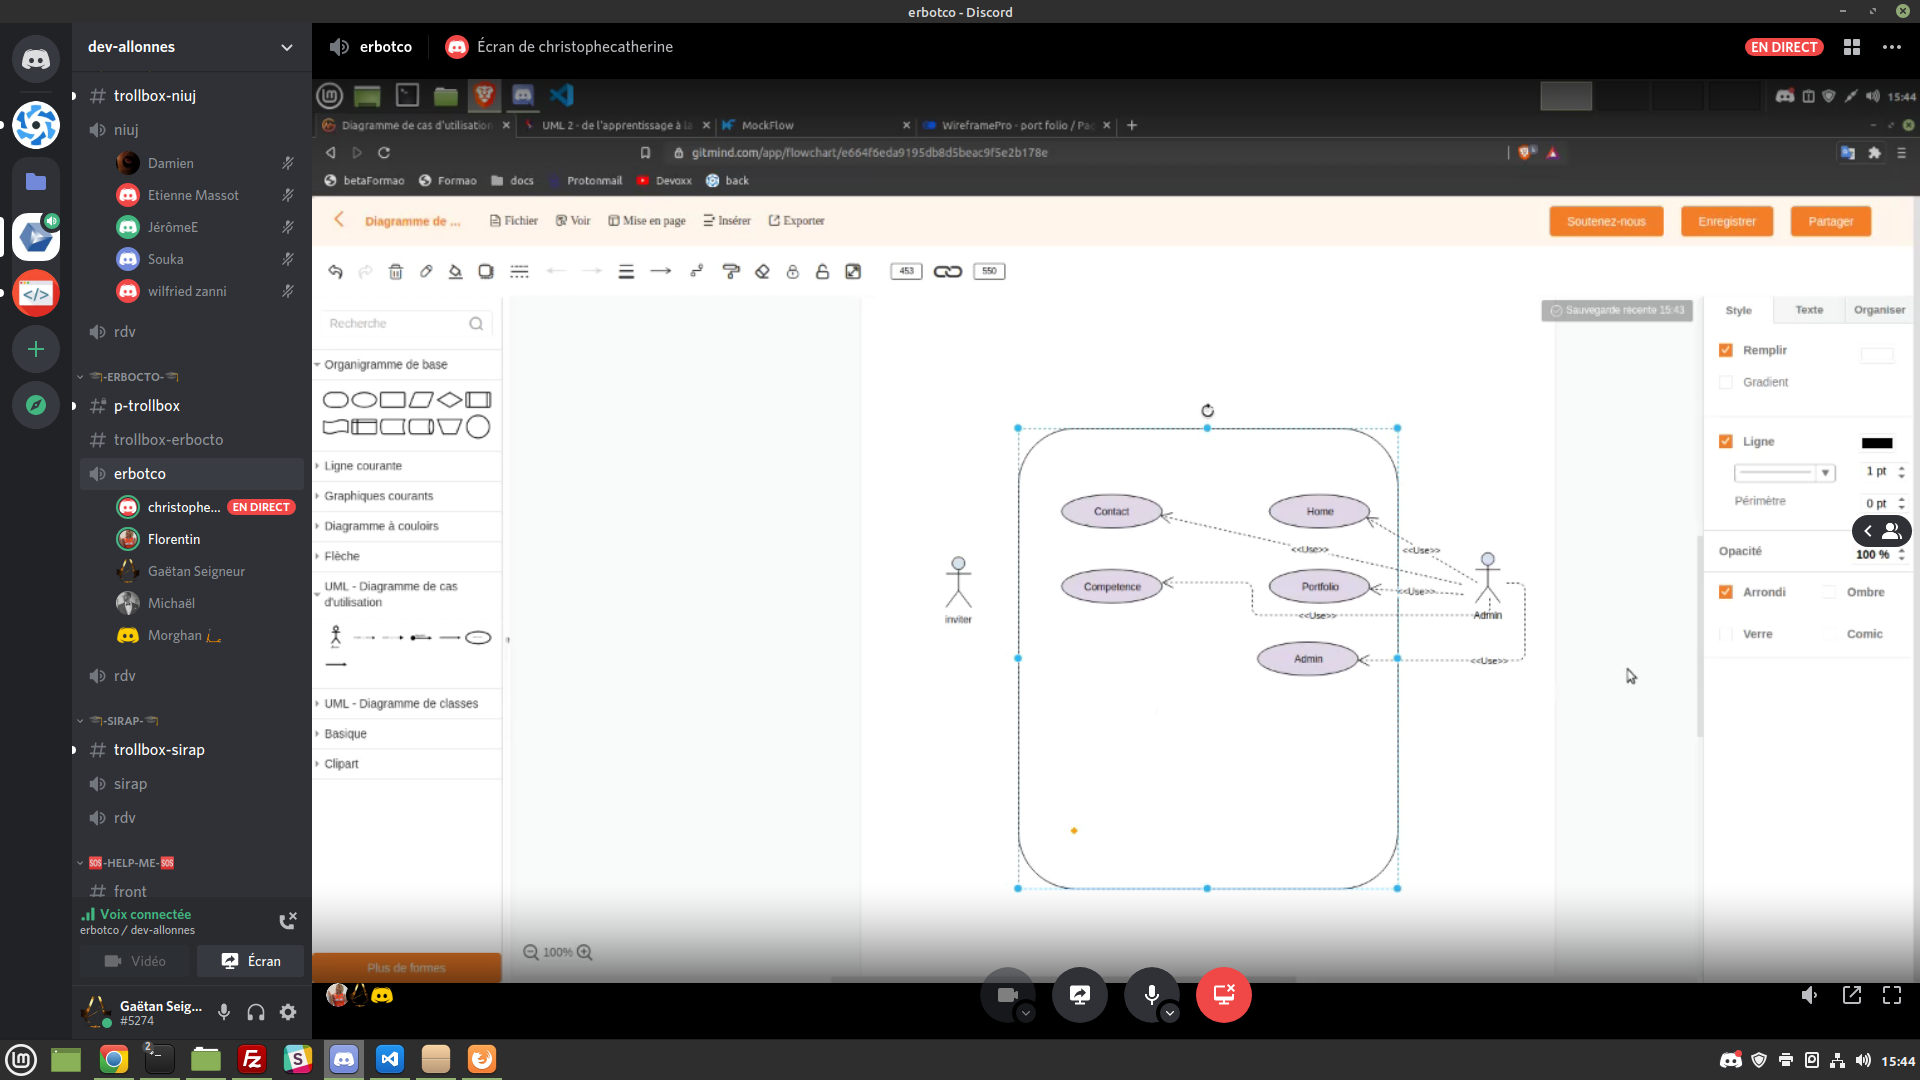 erbotco - Discord
dev-allonnes
trollbox-niuj
niuj
Damien
Etienne Massot
JérômeE
Souka
wilfried zanni
rdv
-ERBOCTO-
p-trollbox
trollbox-erbocto
erbotco
christophe... EN DIRECT
Florentin
Gaëtan Seigneur
Michaël
Morghan
rdv
-SIRAP-
trollbox-sirap
sirap
rdv
SOS-HELP-ME-SOS
front
Voix connectée
erbotco / dev-allonnes
Vidéo
Écran
Gaëtan Seig...
#5274
erbotco
Écran de christophecatherine
EN DIRECT
15:44
Diagramme de cas d'utilisation
UML 2 - de l'apprentissage à la
MockFlow
WireframePro - port folio / Pa
gitmind.com/app/flowchart/e664f6eda9195db8d5beac9f5e2b178e
betaFormao
Formao
docs
Protonmail
Devoxx
back
Diagramme de ...
Fichier
Voir
Mise en page
Insérer
Exporter
Soutenez-nous
Enregistrer
Partager
453
550
Recherche
Organigramme de base
Ligne courante
Graphiques courants
Diagramme à couloirs
Flèche
UML - Diagramme de cas
d'utilisation
UML - Diagramme de classes
Basique
Clipart
Plus de formes
100%
Sauvegarde récente 15:43
Contact
Home
<<Use>>
<<Use>>
Competence
Portfolio
<<Use>>
<<Use>>
inviter
Admin
Admin
<<Use>>
Style
Texte
Organiser
Remplir
Gradient
Ligne
1 pt
Périmètre
0 pt
Opacité
100 %
Arrondi
Ombre
Verre
Comic
2
15:44